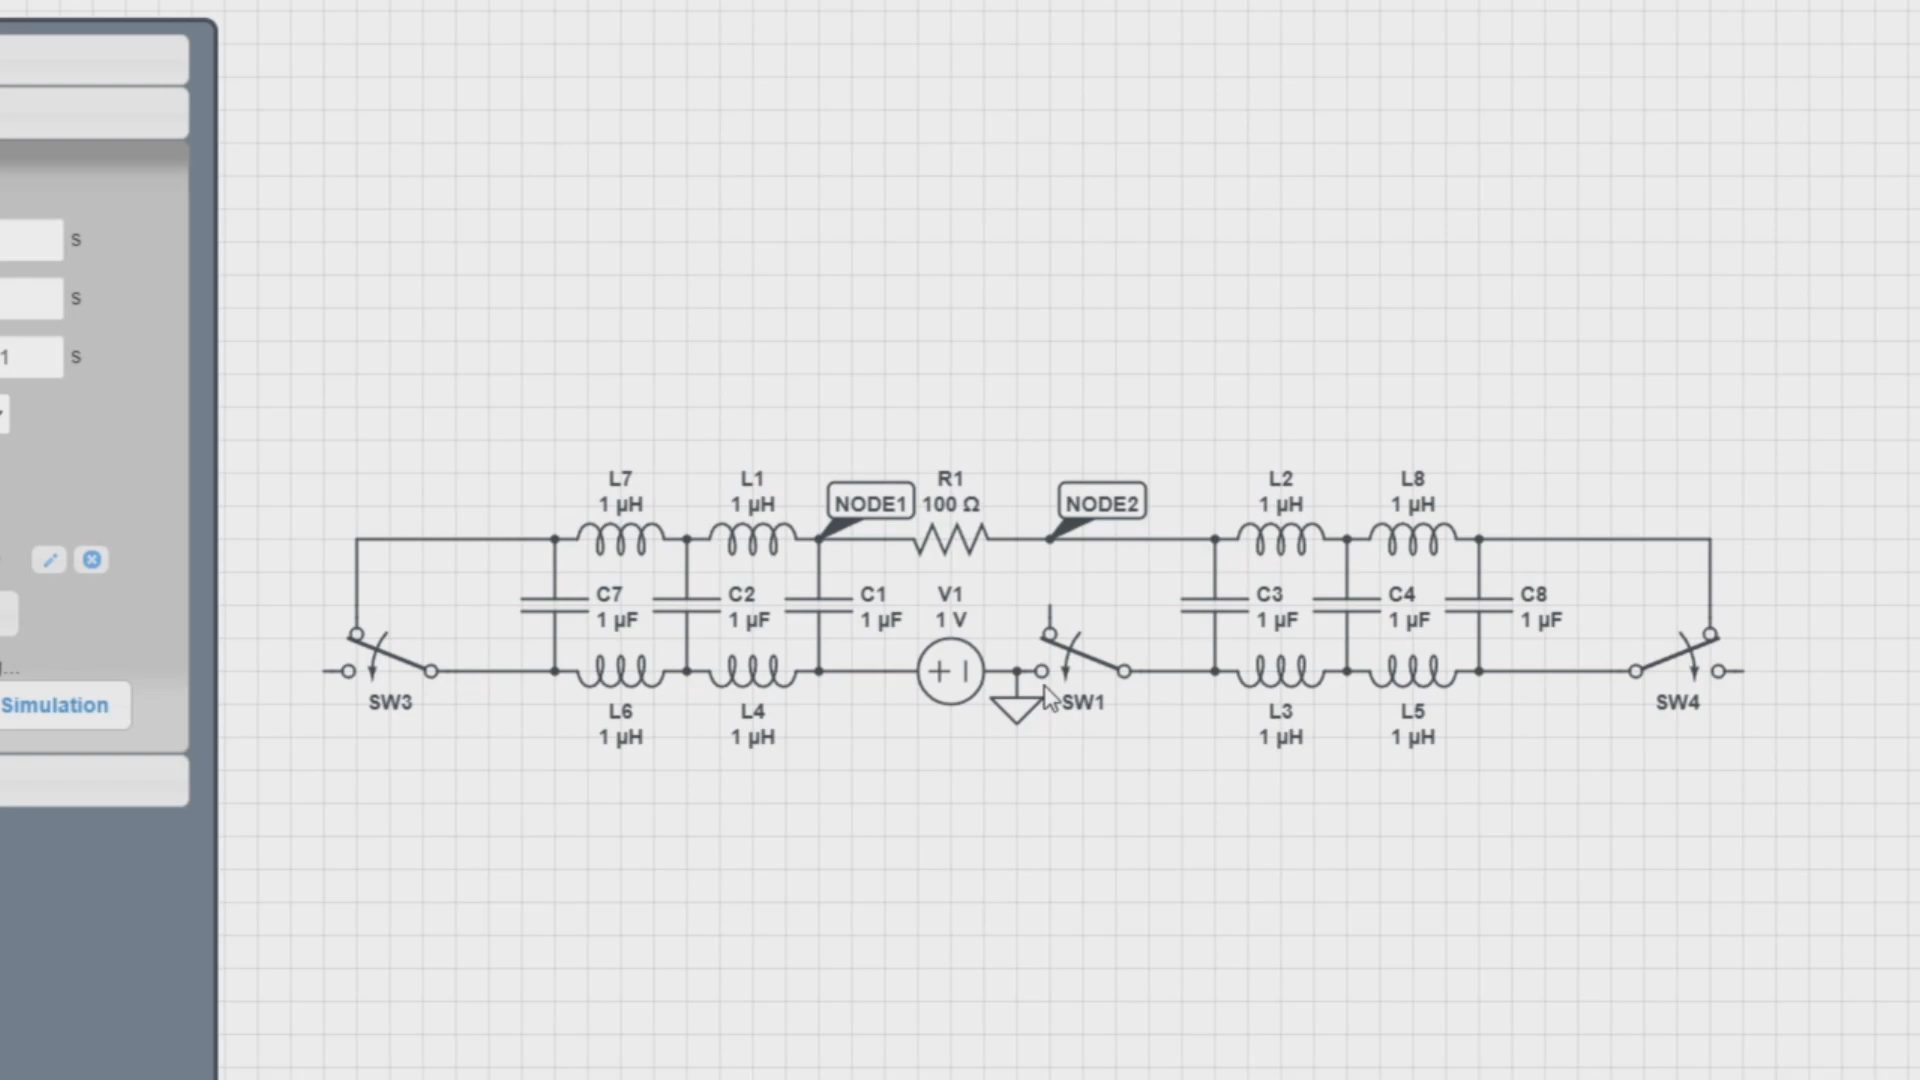 s
s
1 s
Simulation
L7
1 µH
L1
1 µH
NODE1
R1
100 Ω
NODE2
L2
1 µH
L8
1 µH
C7
1 µF
C2
1 µF
C1
1 µF
V1
1 V
C3
1 µF
C4
1 µF
C8
1 µF
SW3
SW1
SW4
L6
1 µH
L4
1 µH
L3
1 µH
L5
1 µH